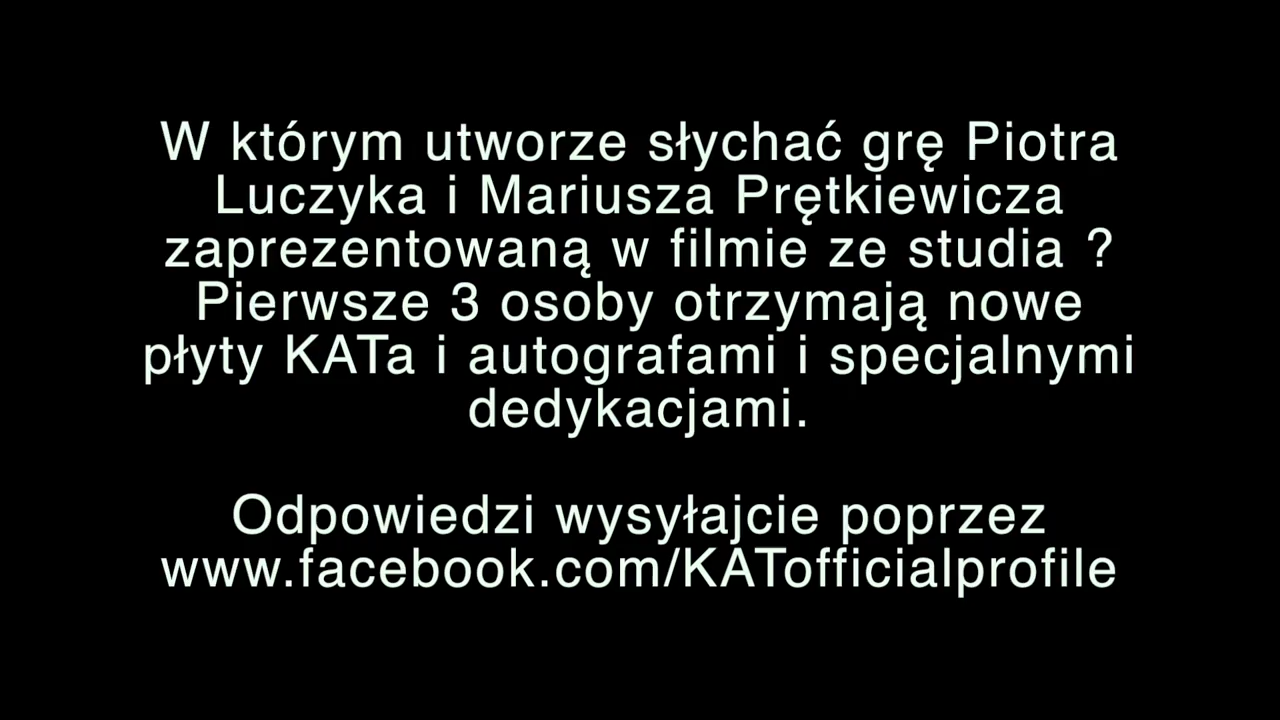 W którym utworze słychać grę Piotra
Luczyka i Mariusza Prętkiewicza
zaprezentowaną w filmie ze studia ?
Pierwsze 3 osoby otrzymają nowe
płyty KATa i autografami i specjalnymi
dedykacjami.
Odpowiedzi wysyłajcie poprzez
www.facebook.com/KATofficialprofile